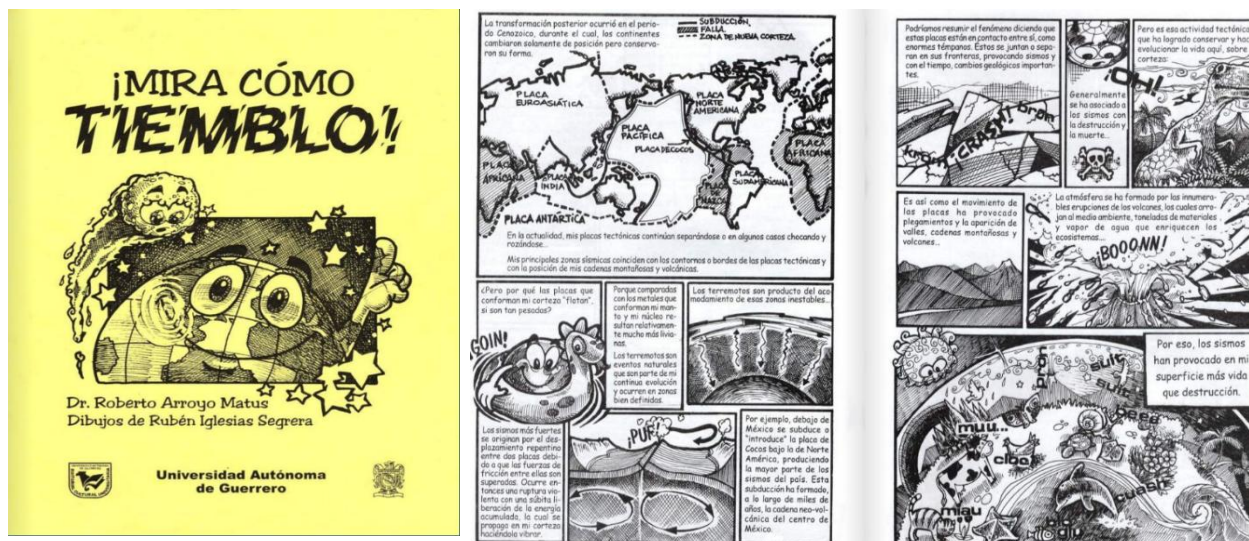 ¡MIRA CÓMO
TIEMBLO!
Dr. Roberto Arroyo Matus
Dibujos de Rubén Iglesias Segrera
Universidad Autónoma
de Guerrero
La transformación posterior ocurrió en el perio-
do Cenozoico, durante el cual, los continentes
cambiaron solamente de posición pero conserva-
ron su forma.
SUBDUCCIÓN.
FALLA.
ZONA DE NUEVA CORTEZA.
PLACA
EUROASIÁTICA
PLACA
NORTE
AMERICANA
PLACA
PACÍFICA
PLACA DE COCOS
PLACA
AFRICANA
PLACA
INDIA
PLACA
DE
NAZCA
PLACA
SUDAMERICANA
PLACA
AFRICANA
PLACA ANTÁRTICA
En la actualidad, mis placas tectónicas continúan separándose o en algunos casos chocando y
rozándose...
Mis principales zonas sísmicas coinciden con los contornos o bordes de las placas tectónicas y
con la posición de mis cadenas montañosas y volcánicas.
¿Pero por qué las placas que
conforman mi corteza "flotan",
si son tan pesadas?
GOIN!
Porque comparadas
con los metales que
conforman mi man-
to y mi núcleo re-
sultan relativamen-
te mucho más livia-
nas.
Los terremotos son
eventos naturales
que son parte de mi
continua evolución
y ocurren en zonas
bien definidas.
Los terremotos son producto del aco-
modamiento de esas zonas inestables...
Los sismos más fuertes
se originan por el des-
plazamiento repentino
entre dos placas debi-
do a que las fuerzas de
fricción entre ellas son
superadas. Ocurre en-
tonces una ruptura vio-
lenta con una súbita li-
beración de la energía
acumulada, la cual se
propaga en mi corteza
haciéndola vibrar.
¡PUF!
Por ejemplo, debajo de
México se subduce o
"introduce" la placa de
Cocos bajo la de Norte
América, produciendo
la mayor parte de los
sismos del país. Esta
subducción ha formado,
a lo largo de miles de
años, la cadena neo-vol-
cánica del centro de
México.
Podríamos resumir el fenómeno diciendo que
estas placas están en contacto entre sí, como
enormes témpanos. Estos se juntan o sepa-
ran en sus fronteras, provocando sismos y
con el tiempo, cambios geológicos importan-
tes.
¡CRASH!
¡OH!
Generalmente
se ha asociado a
los sismos con
la destrucción y
la muerte...
Pero es esa actividad tectónica
que ha logrado conservar y hac
evolucionar la vida aquí, sobre
corteza:
Es así como el movimiento de
las placas ha provocado
plegamientos y la aparición de
valles, cadenas montañosas y
volcanes...
La atmósfera se ha formado por las innumera-
bles erupciones de los volcanes, los cuales arro-
jan al medio ambiente, toneladas de materiales
y vapor de agua que enriquecen los
ecosistemas...
¡BOOONN!
Por eso, los sismos
han provocado en mi
superficie más vida
que destrucción.
muu...
beee
miau
cuash